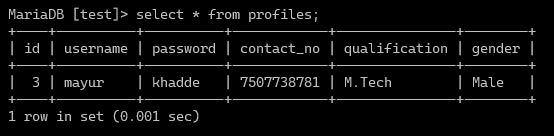 MariaDB [test]> select * from profiles;
+----+----------+----------+------------+---------------+--------+
| id | username | password | contact_no | qualification | gender |
+----+----------+----------+------------+---------------+--------+
|  3 | mayur    | khadde   | 7507738781 | M.Tech        | Male   |
+----+----------+----------+------------+---------------+--------+
1 row in set (0.001 sec)